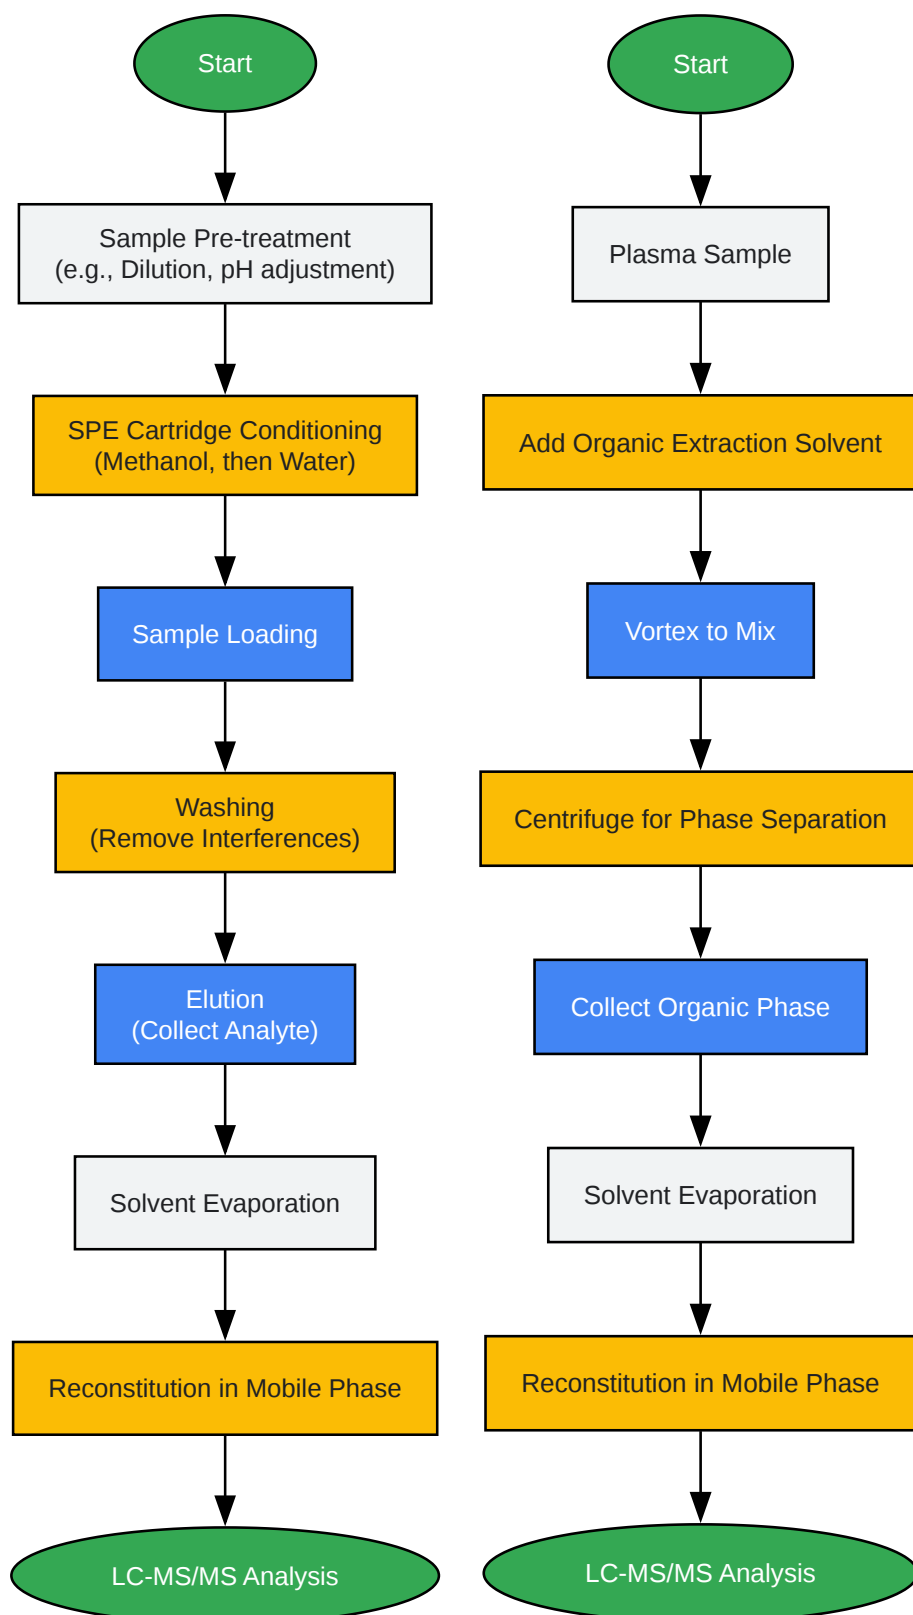 Start
Sample Pre-treatment
(e.g., Dilution, pH adjustment)
SPE Cartridge Conditioning
(Methanol, then Water)
Sample Loading
Washing
(Remove Interferences)
Elution
(Collect Analyte)
Solvent Evaporation
Reconstitution in Mobile Phase
LC-MS/MS Analysis
Start
Plasma Sample
Add Organic Extraction Solvent
Vortex to Mix
Centrifuge for Phase Separation
Collect Organic Phase
Solvent Evaporation
Reconstitution in Mobile Phase
LC-MS/MS Analysis